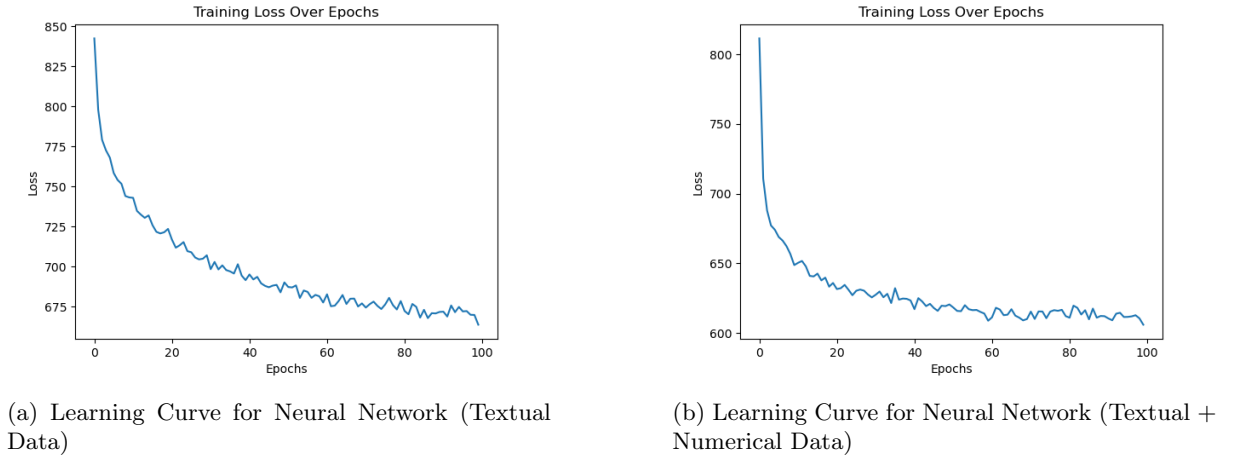 Training Loss Over Epochs
850
825
800
775
750
725
700
675
Loss
0 20 40 60 80 100
Epochs
(a) Learning Curve for Neural Network (Textual
Data)
Training Loss Over Epochs
800
750
700
650
600
Loss
0 20 40 60 80 100
Epochs
(b) Learning Curve for Neural Network (Textual +
Numerical Data)